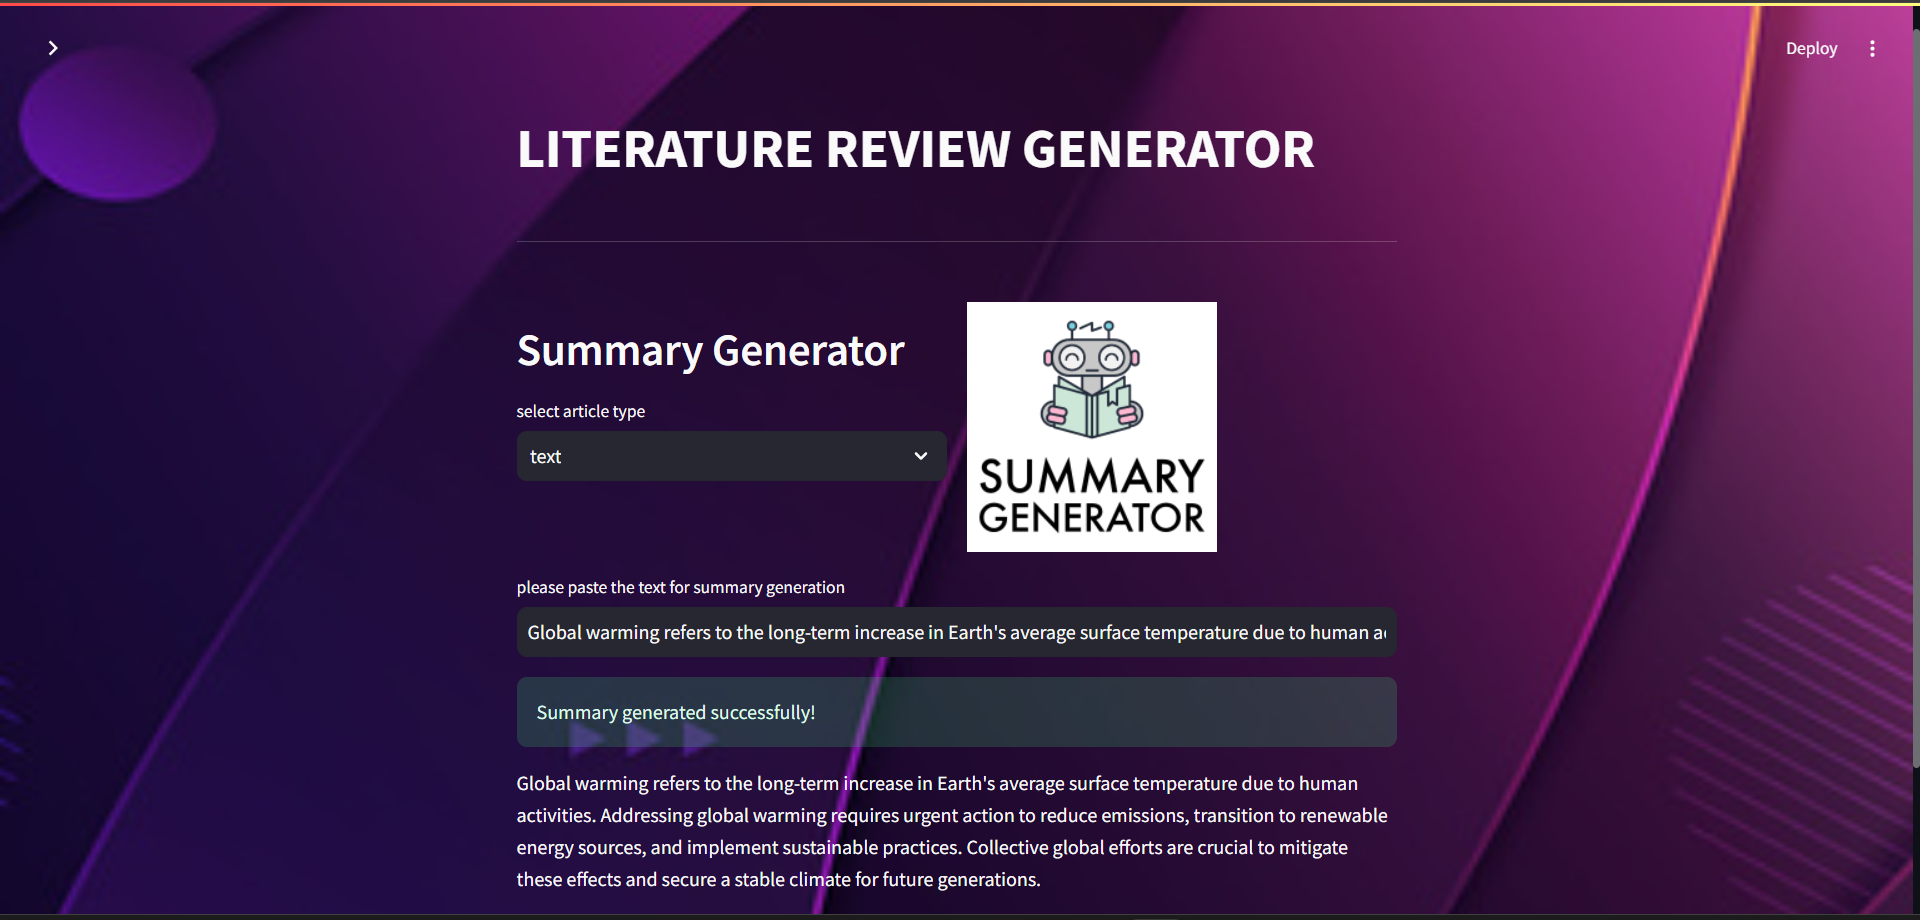 Deploy
LITERATURE REVIEW GENERATOR
Summary Generator
select article type
text
SUMMARY
GENERATOR
please paste the text for summary generation
Global warming refers to the long-term increase in Earth's average surface temperature due to human
Summary generated successfully!
Global warming refers to the long-term increase in Earth's average surface temperature due to human
activities. Addressing global warming requires urgent action to reduce emissions, transition to renewable
energy sources, and implement sustainable practices. Collective global efforts are crucial to mitigate
these effects and secure a stable climate for future generations.